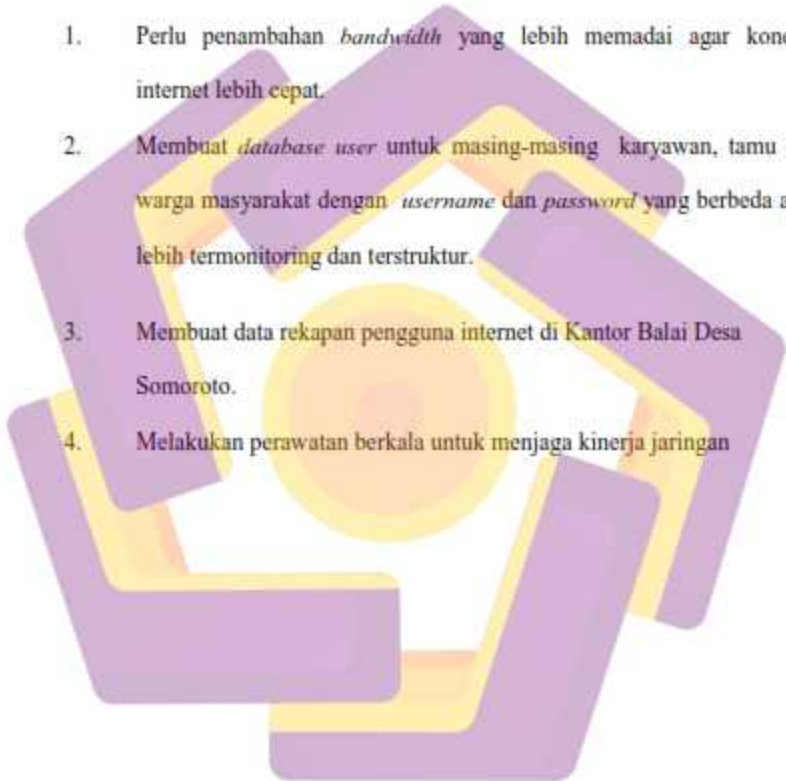 1. Perlu penambahan bandwidth yang lebih memadai agar
internet lebih cepat.
2. Membuat database user untuk masing-masing karyawan, tamu
warga masyarakat dengan username dan password yang berbeda
lebih termonitoring dan terstruktur.
3. Membuat data rekapan pengguna internet di Kantor Balai Desa
Somoroto.
4. Melakukan perawatan berkala untuk menjaga kinerja jaringan